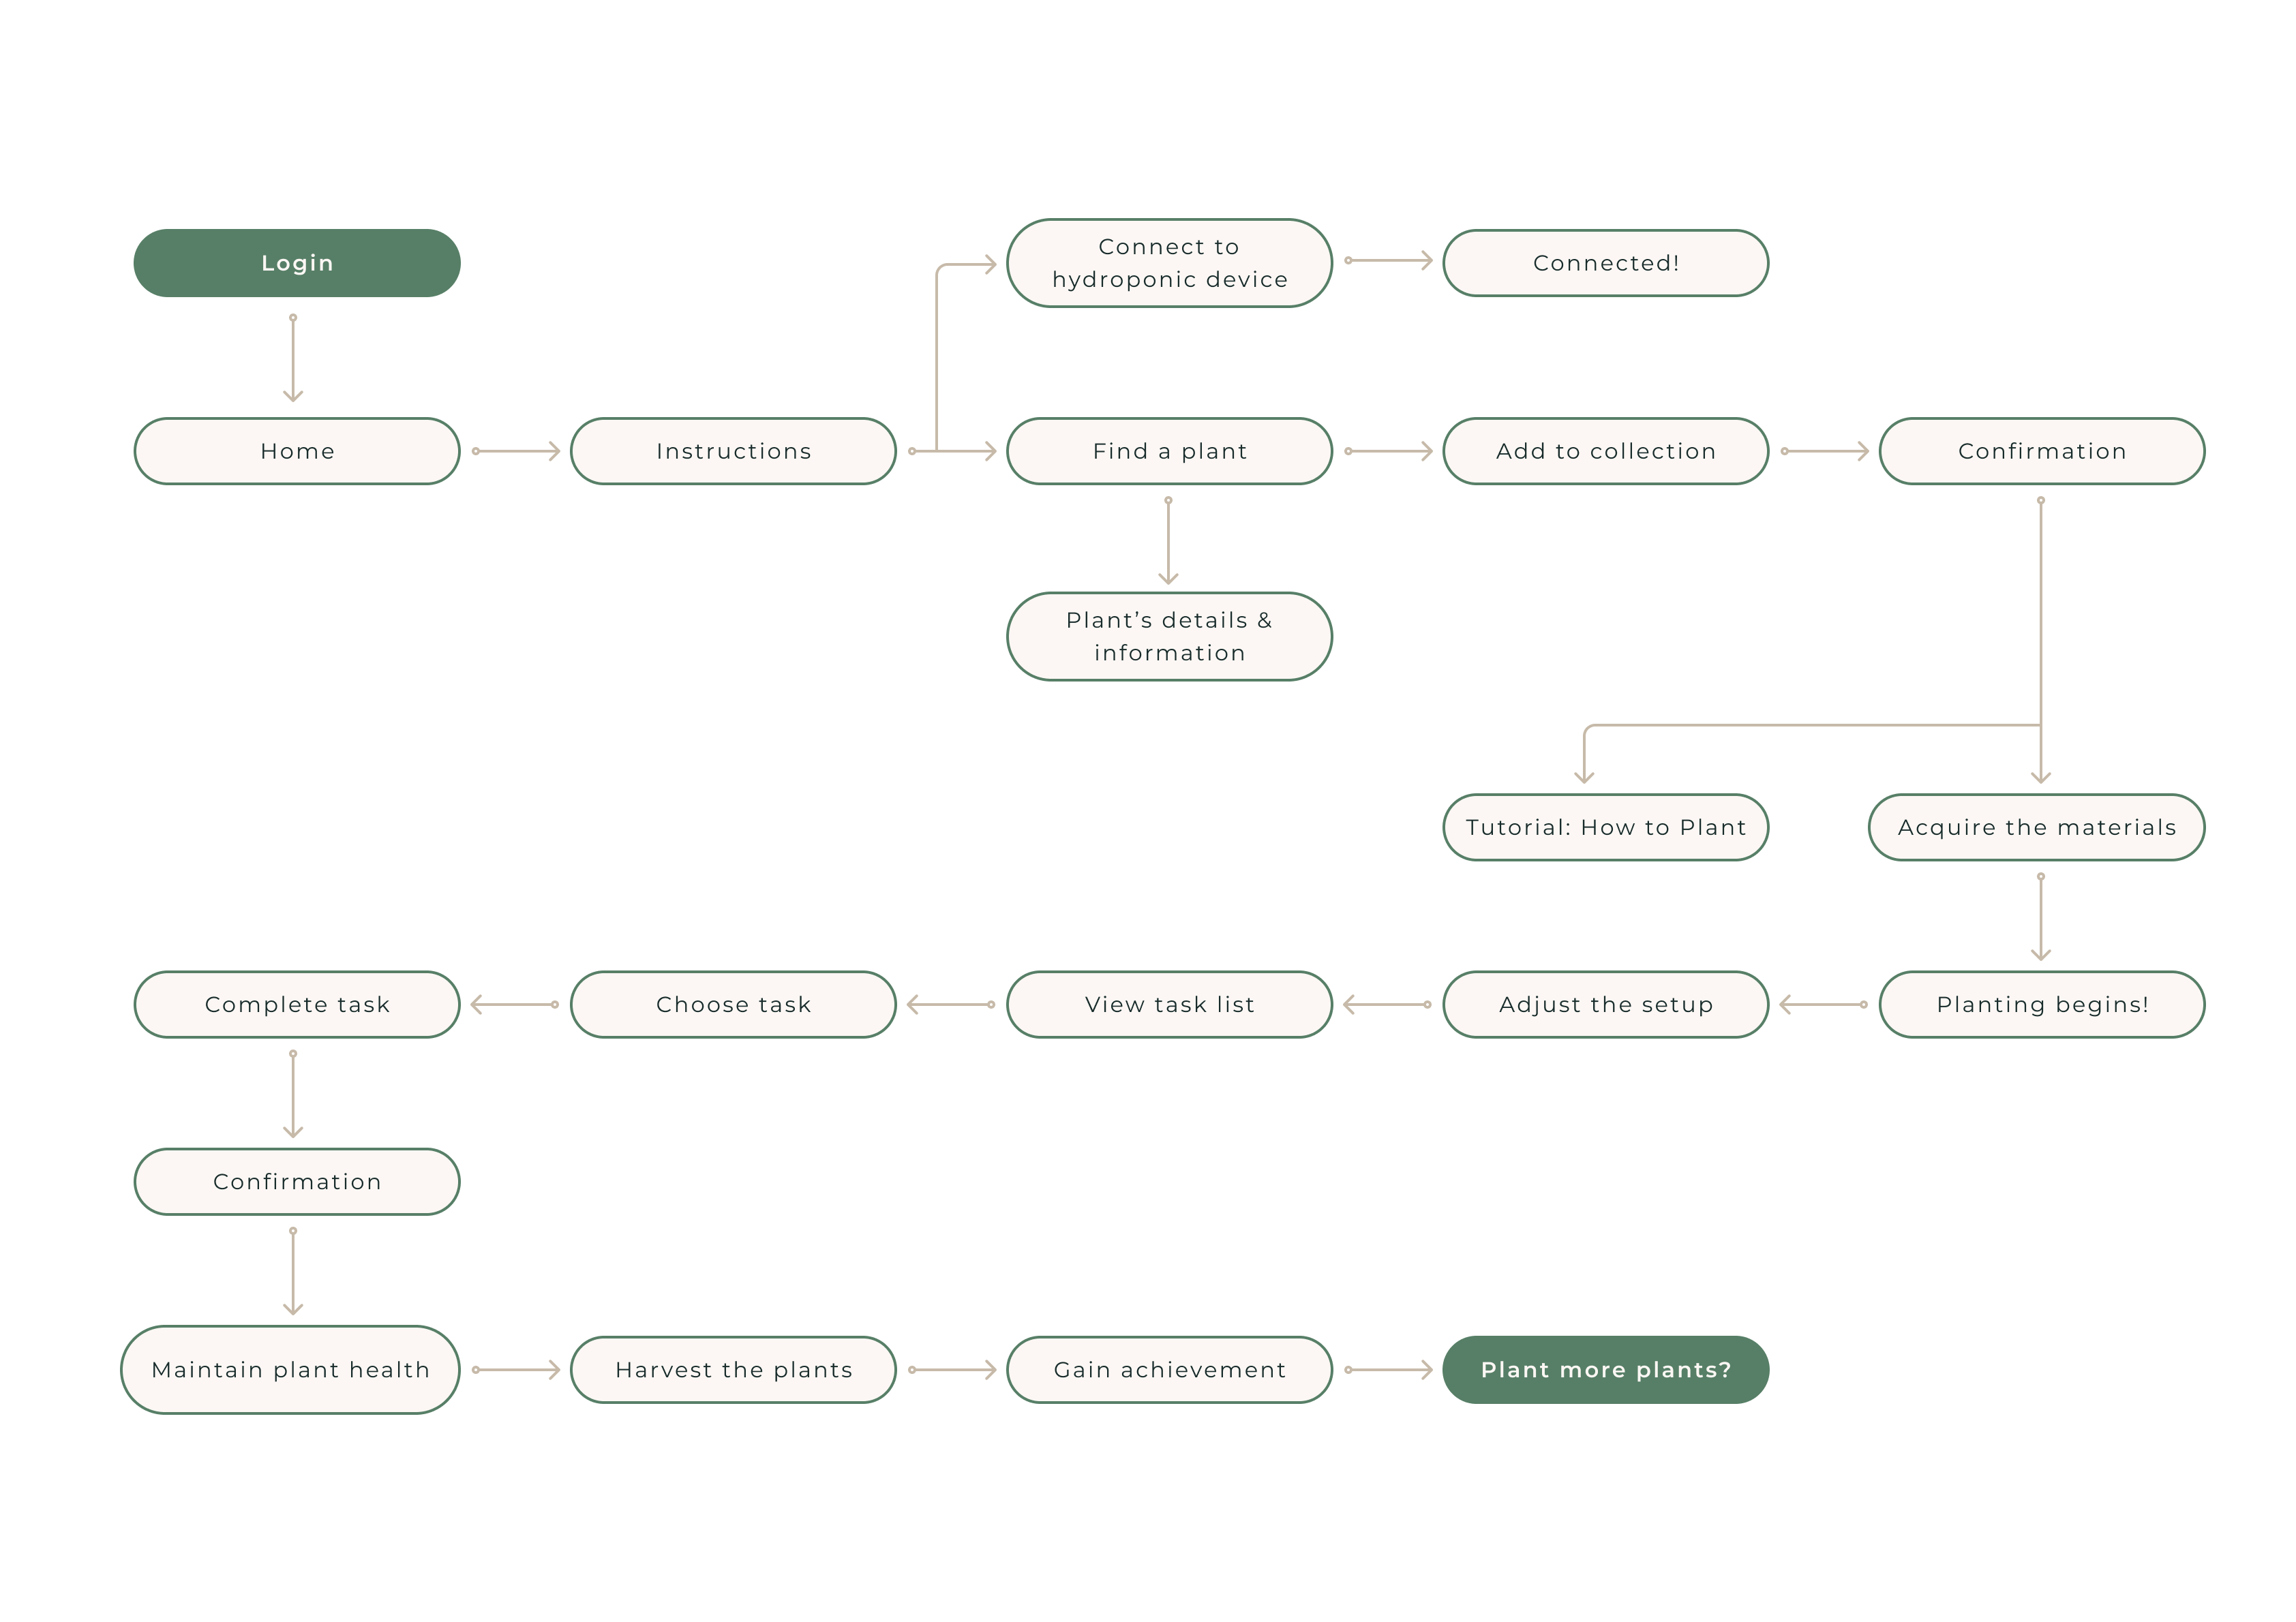 Login
Connect to
hydroponic device
Connected!
Home
Instructions
Find a plant
Add to collection
Confirmation
Plant’s details &
information
Tutorial: How to Plant
Acquire the materials
Complete task
Choose task
View task list
Adjust the setup
Planting begins!
Confirmation
Maintain plant health
Harvest the plants
Gain achievement
Plant more plants?